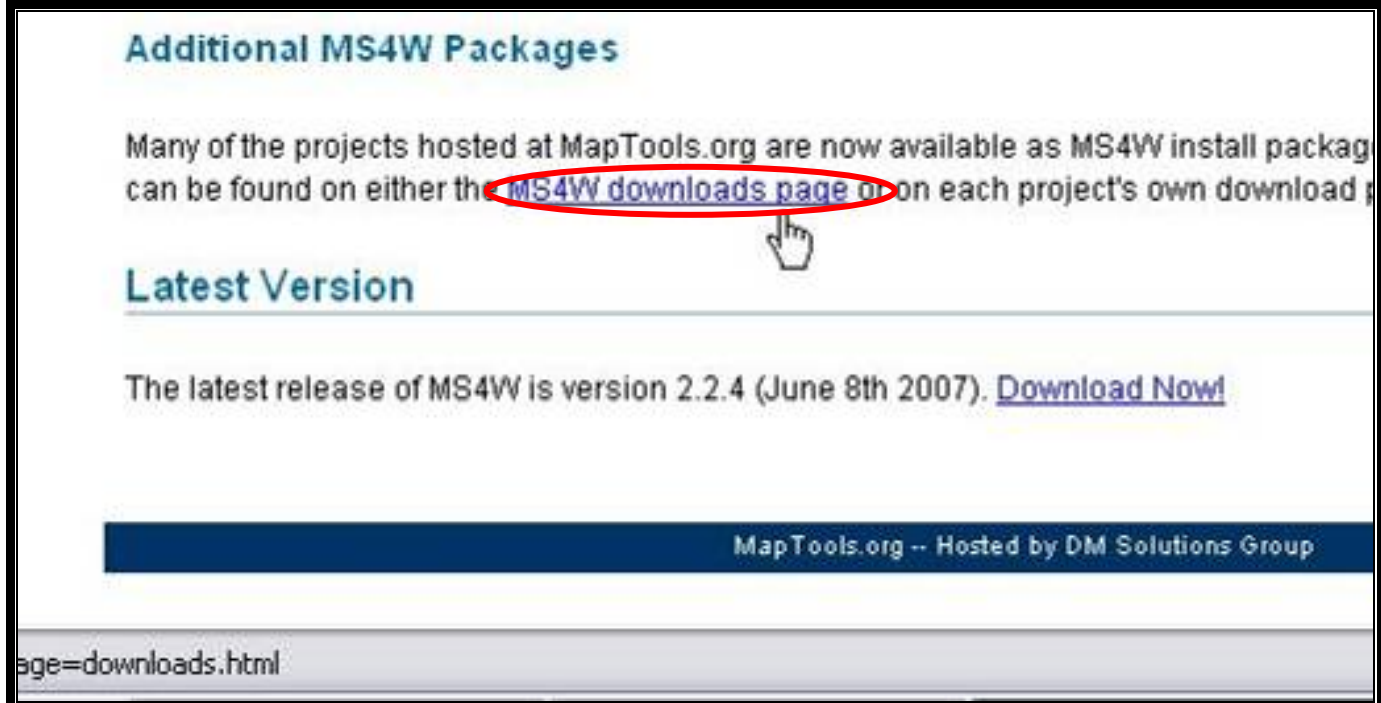 Additional MS4W Packages
Many of the projects hosted at MapTools.org are now available as MS4W install packag
can be found on either the MS4W downloads page or on each project's own download p
Latest Version
The latest release of MS4W is version 2.2.4 (June 8th 2007). Download Now!
MapTools.org -- Hosted by DM Solutions Group
age=downloads.html